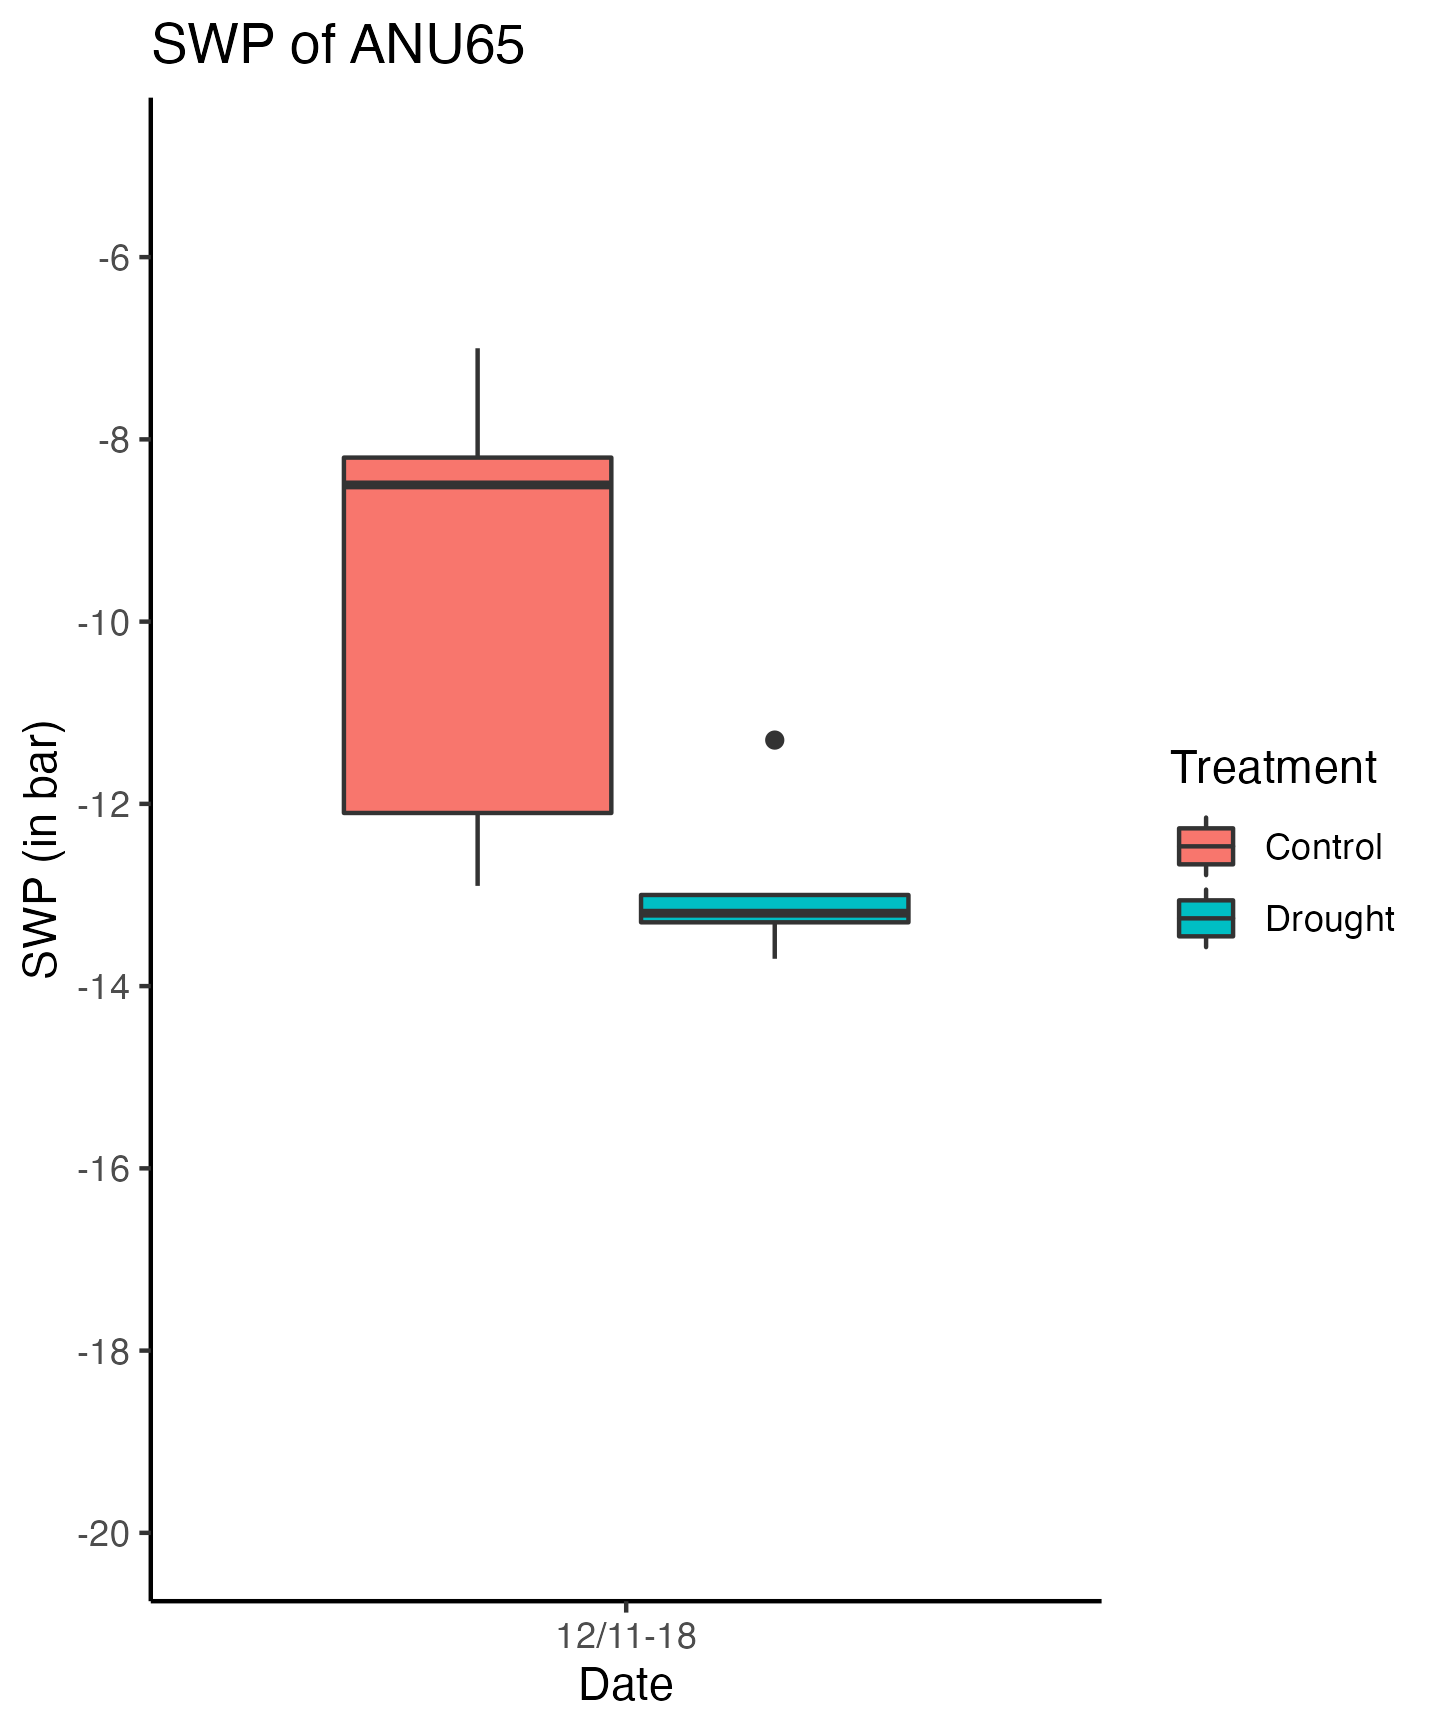 SWP of ANU65
SWP (in bar)
-6
-8
-10
-12
-14
-16
-18
-20
12/11-18
Date
Treatment
Control
Drought